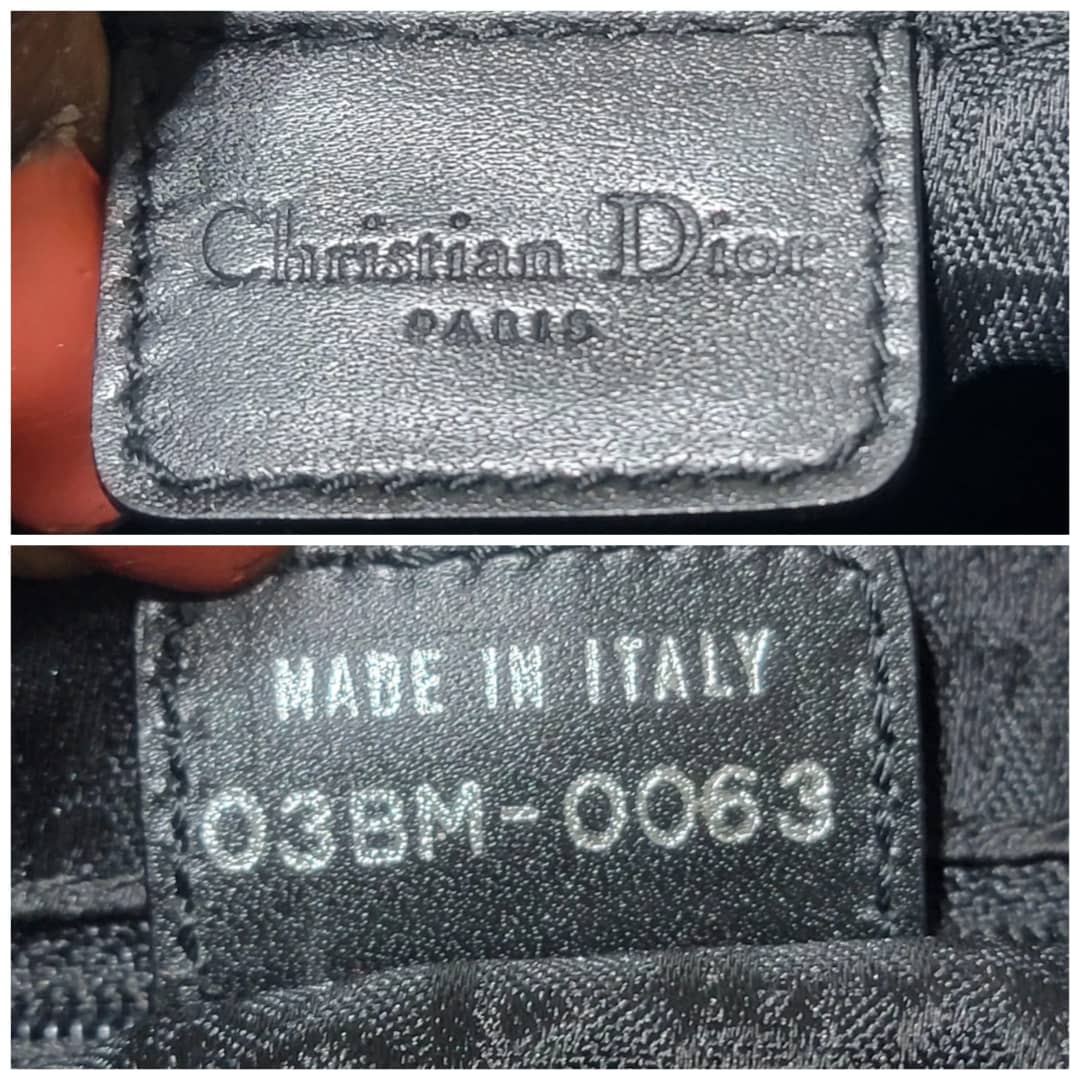 Christian Dior
PARIS
MADE IN ITALY
03BM-0063